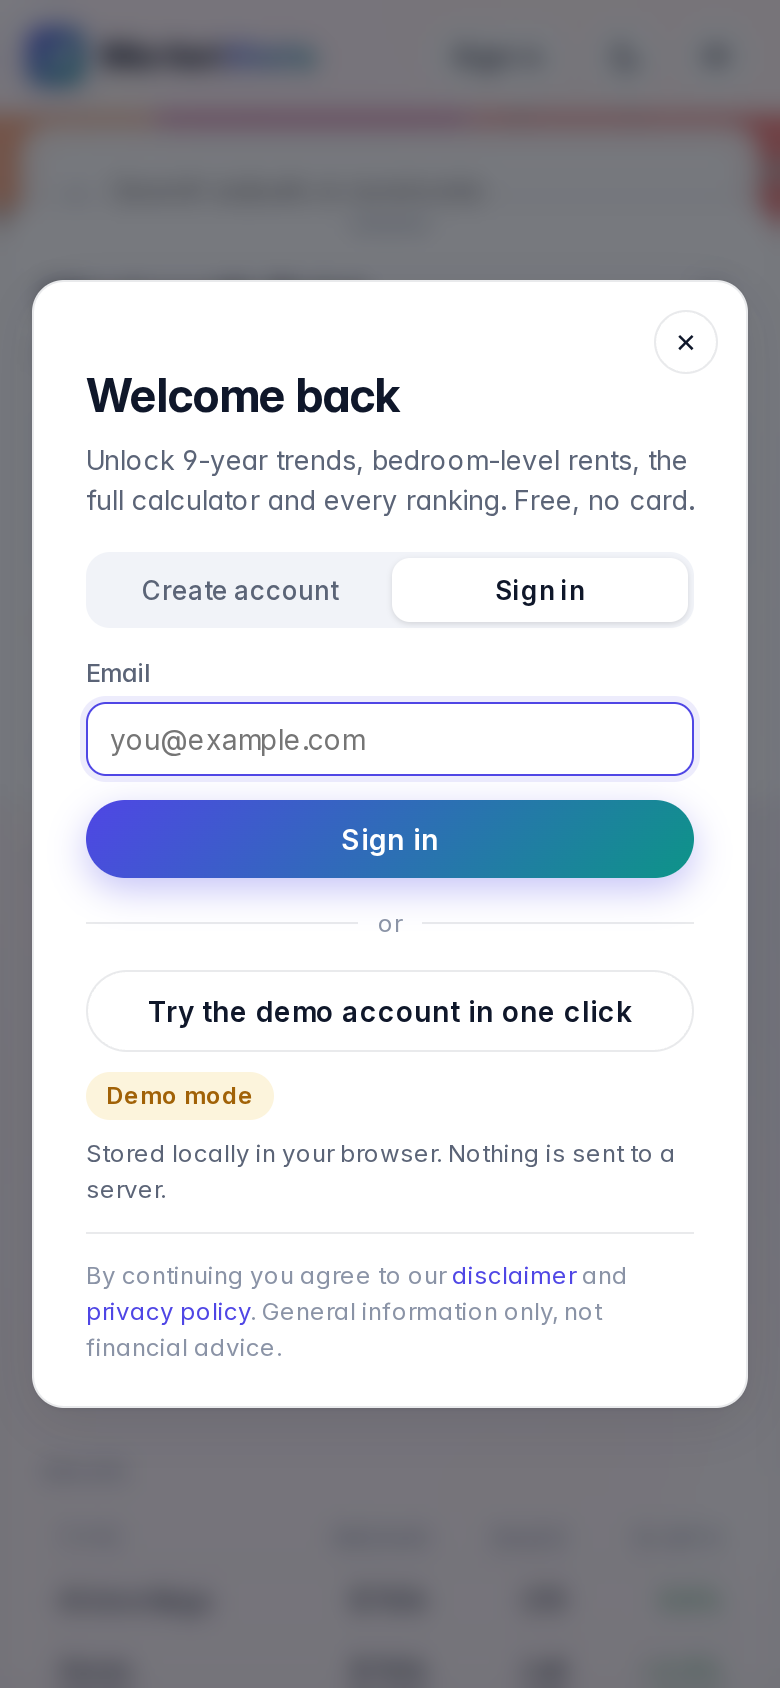 Welcome back
Unlock 9-year trends, bedroom-level rents, the
full calculator and every ranking. Free, no card.
Create account
Sign in
Email
you@example.com
Sign in
or
Try the demo account in one click
Demo mode
Stored locally in your browser. Nothing is sent to a
server.
By continuing you agree to our disclaimer and
privacy policy. General information only, not
financial advice.